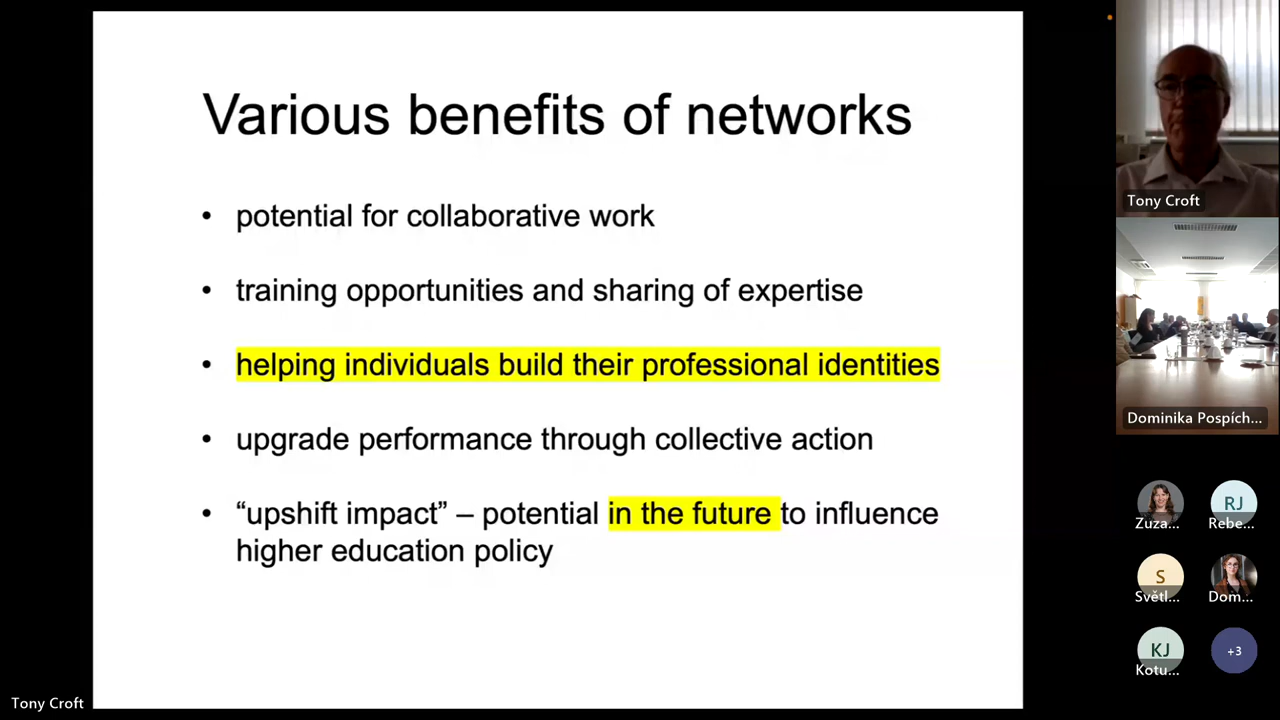 Various benefits of networks
• potential for collaborative work
• training opportunities and sharing of expertise
• helping individuals build their professional identities
• upgrade performance through collective action
• “upshift impact” – potential in the future to influence
higher education policy
Tony Croft
Tony Croft
Dominika Pospích...
RJ
Zuza...
Rebe...
S
Světl...
Dom...
KJ
+3
Kotu...